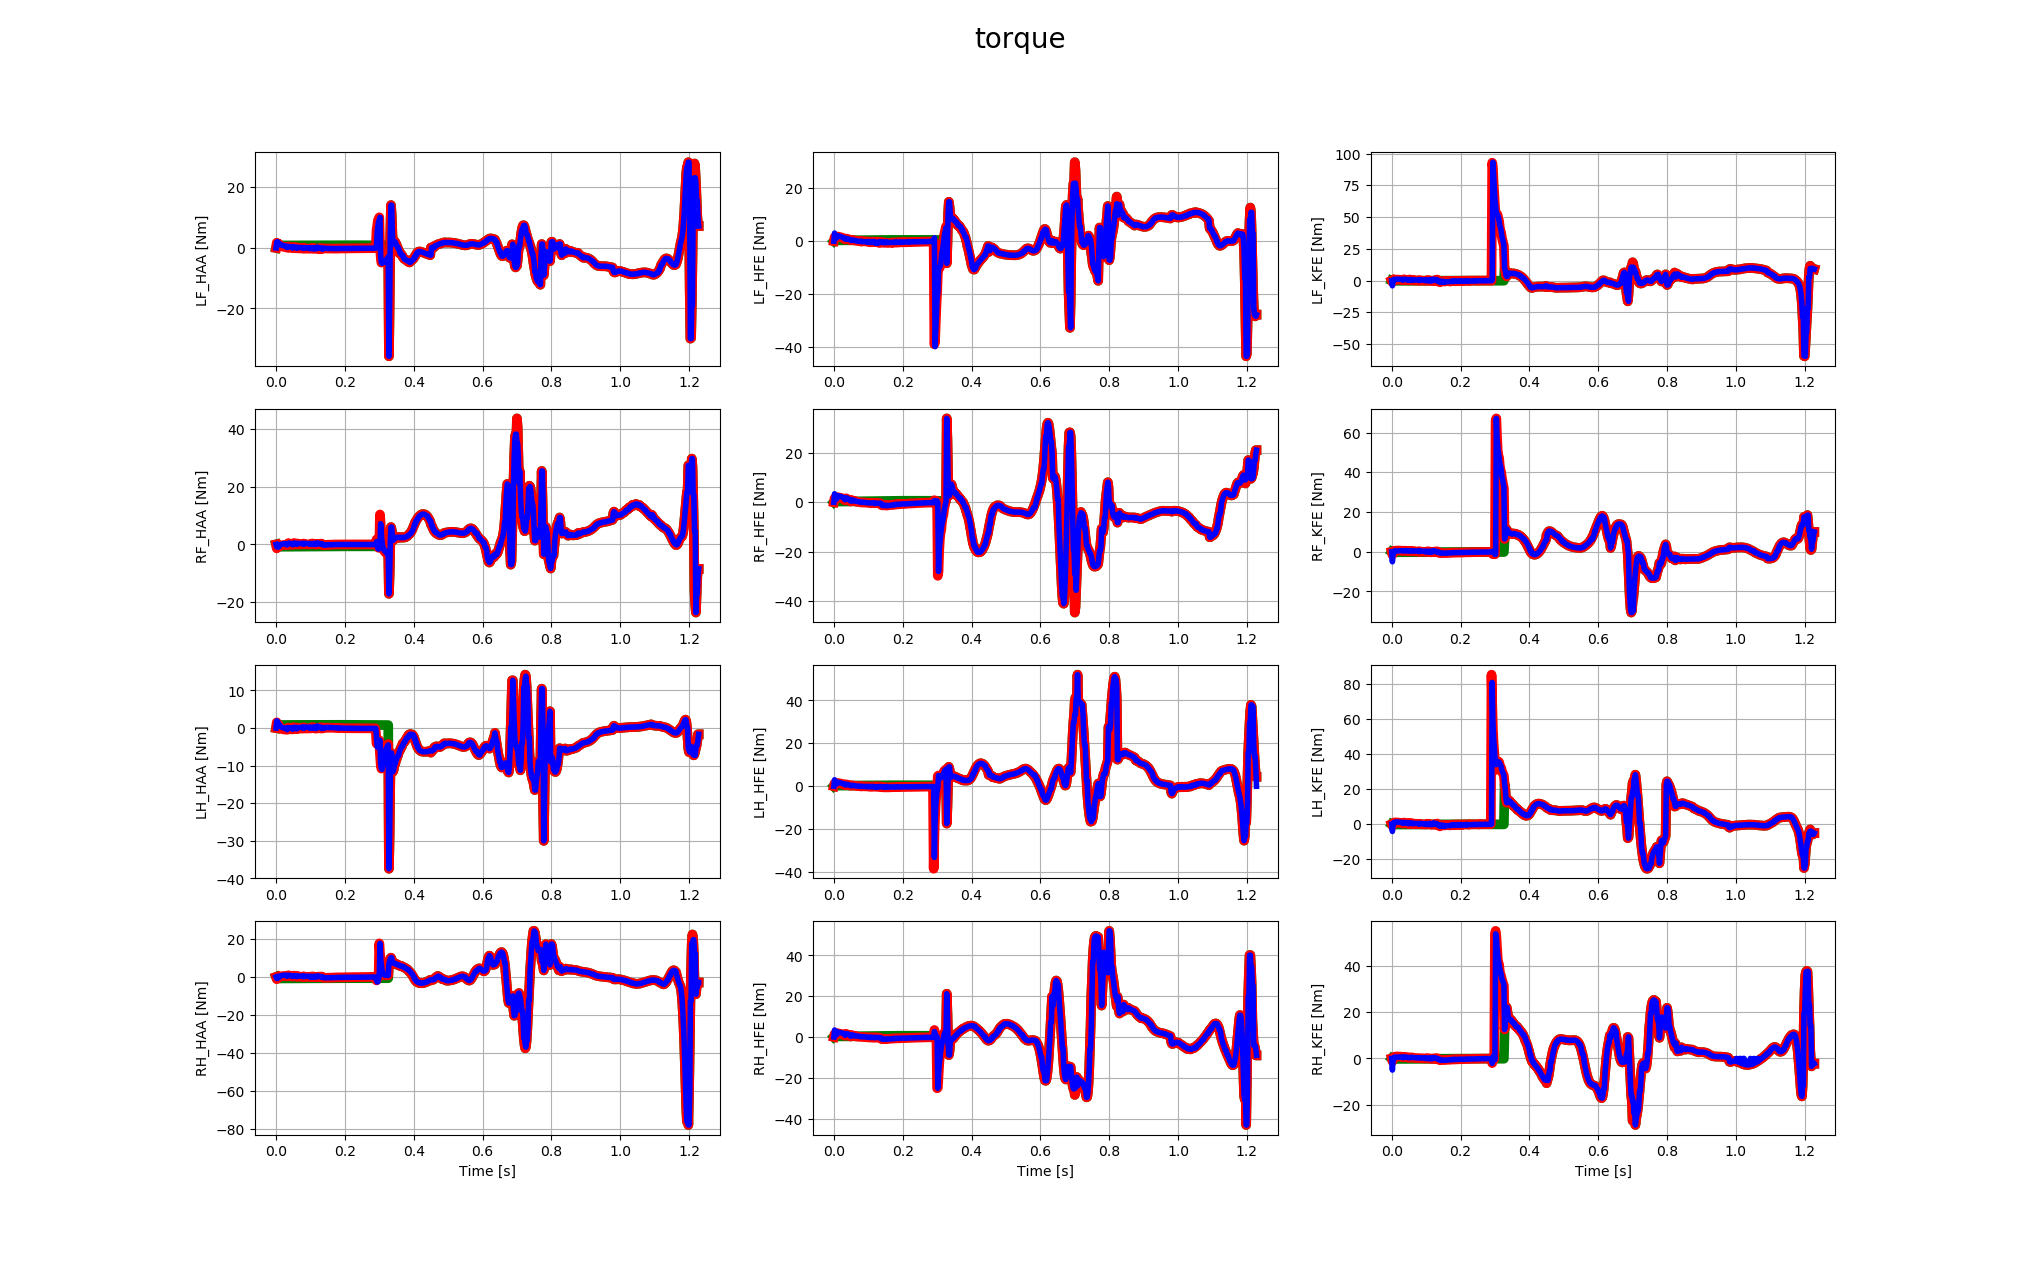 torque
LF_HAA [Nm]
20
0
−20
0.0 0.2 0.4 0.6 0.8 1.0 1.2
LF_HFE [Nm]
20
0
−20
−40
0.0 0.2 0.4 0.6 0.8 1.0 1.2
LF_KFE [Nm]
100
75
50
25
0
−25
−50
0.0 0.2 0.4 0.6 0.8 1.0 1.2
RF_HAA [Nm]
40
20
0
−20
0.0 0.2 0.4 0.6 0.8 1.0 1.2
RF_HFE [Nm]
20
0
−20
−40
0.0 0.2 0.4 0.6 0.8 1.0 1.2
RF_KFE [Nm]
60
40
20
0
−20
0.0 0.2 0.4 0.6 0.8 1.0 1.2
LH_HAA [Nm]
10
0
−10
−20
−30
−40
0.0 0.2 0.4 0.6 0.8 1.0 1.2
LH_HFE [Nm]
40
20
0
−20
−40
0.0 0.2 0.4 0.6 0.8 1.0 1.2
LH_KFE [Nm]
80
60
40
20
0
−20
0.0 0.2 0.4 0.6 0.8 1.0 1.2
RH_HAA [Nm]
20
0
−20
−40
−60
−80
0.0 0.2 0.4 0.6 0.8 1.0 1.2
Time [s]
RH_HFE [Nm]
40
20
0
−20
−40
0.0 0.2 0.4 0.6 0.8 1.0 1.2
Time [s]
RH_KFE [Nm]
40
20
0
−20
0.0 0.2 0.4 0.6 0.8 1.0 1.2
Time [s]